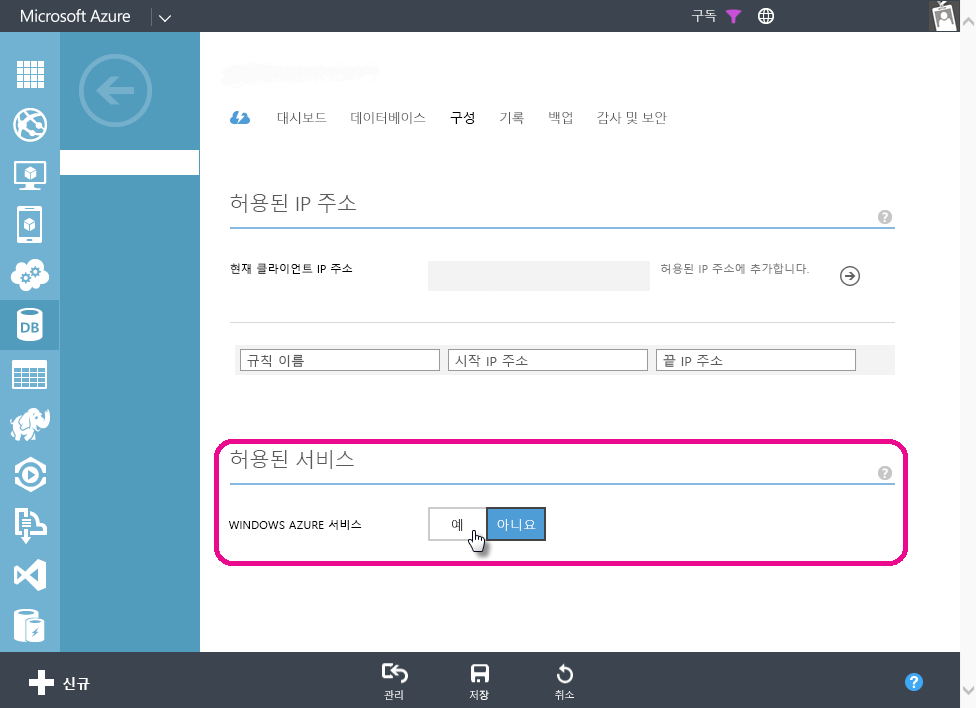 Microsoft Azure
구독
대시보드 데이터베이스 구성 기록 백업 감사 및 보안
허용된 IP 주소
?
현재 클라이언트 IP 주소 허용된 IP 주소에 추가합니다.
규칙 이름 시작 IP 주소 끝 IP 주소
DB
허용된 서비스
?
WINDOWS AZURE 서비스 예 아니요
신규 관리 저장 취소 ?